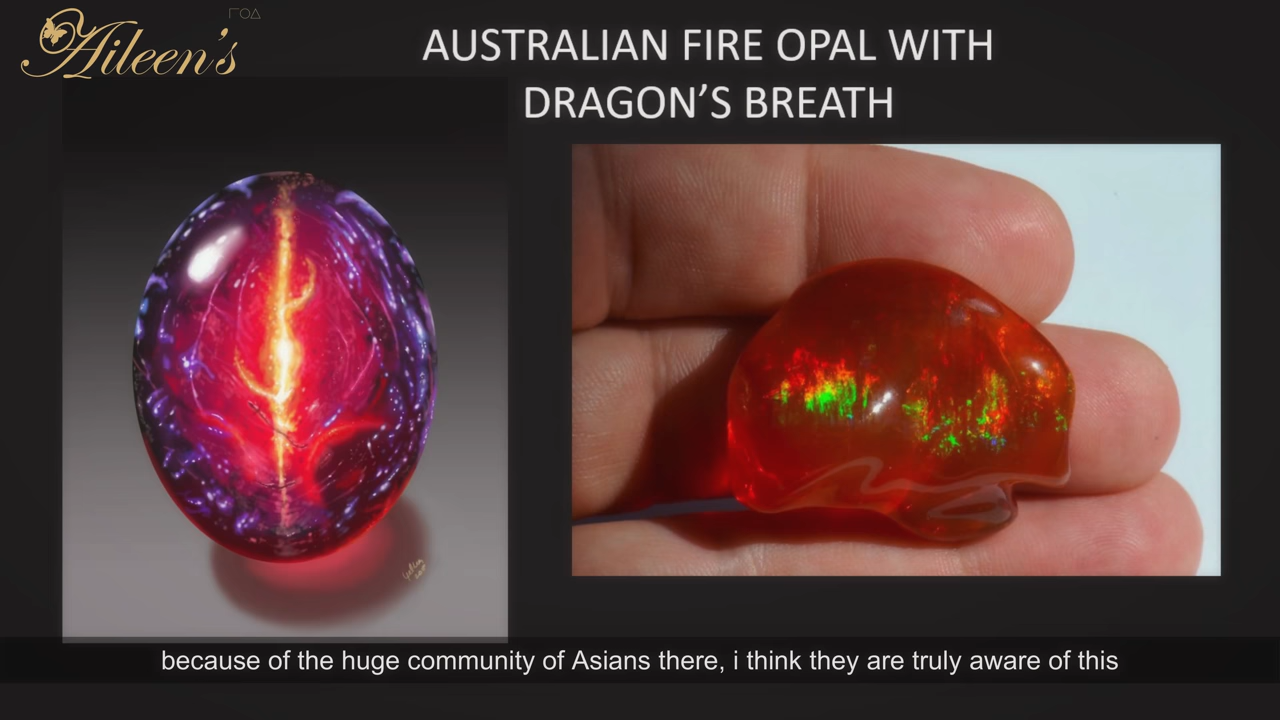 Aileen's
ГОΔ
AUSTRALIAN FIRE OPAL WITH
DRAGON'S BREATH
because of the huge community of Asians there, i think they are truly aware of this